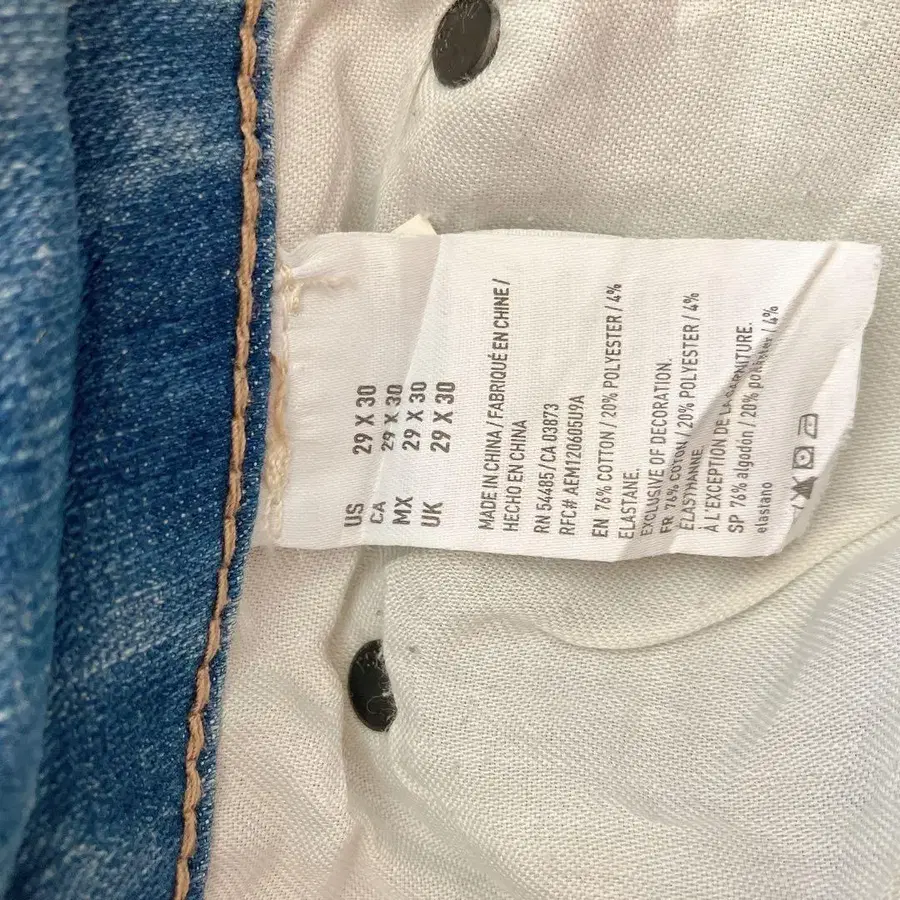 US 29 X 30
CA 29 X 30
MX 29 X 30
UK 29 X 30
MADE IN CHINA / FABRIQUÉ EN CHINE /
HECHO EN CHINA
RN 54485 / CA 03873
RFC# AEM120605U9A
EN 76% COTTON / 20% POLYESTER / 4%
ELASTANE.
EXCLUSIVE OF DECORATION.
FR 76% COTON / 20% POLYESTER / 4%
ÉLASTHANNE.
À L'EXCEPTION DE LA GARNITURE.
SP 76% algodón / 20% poliéster / 4%
elastano